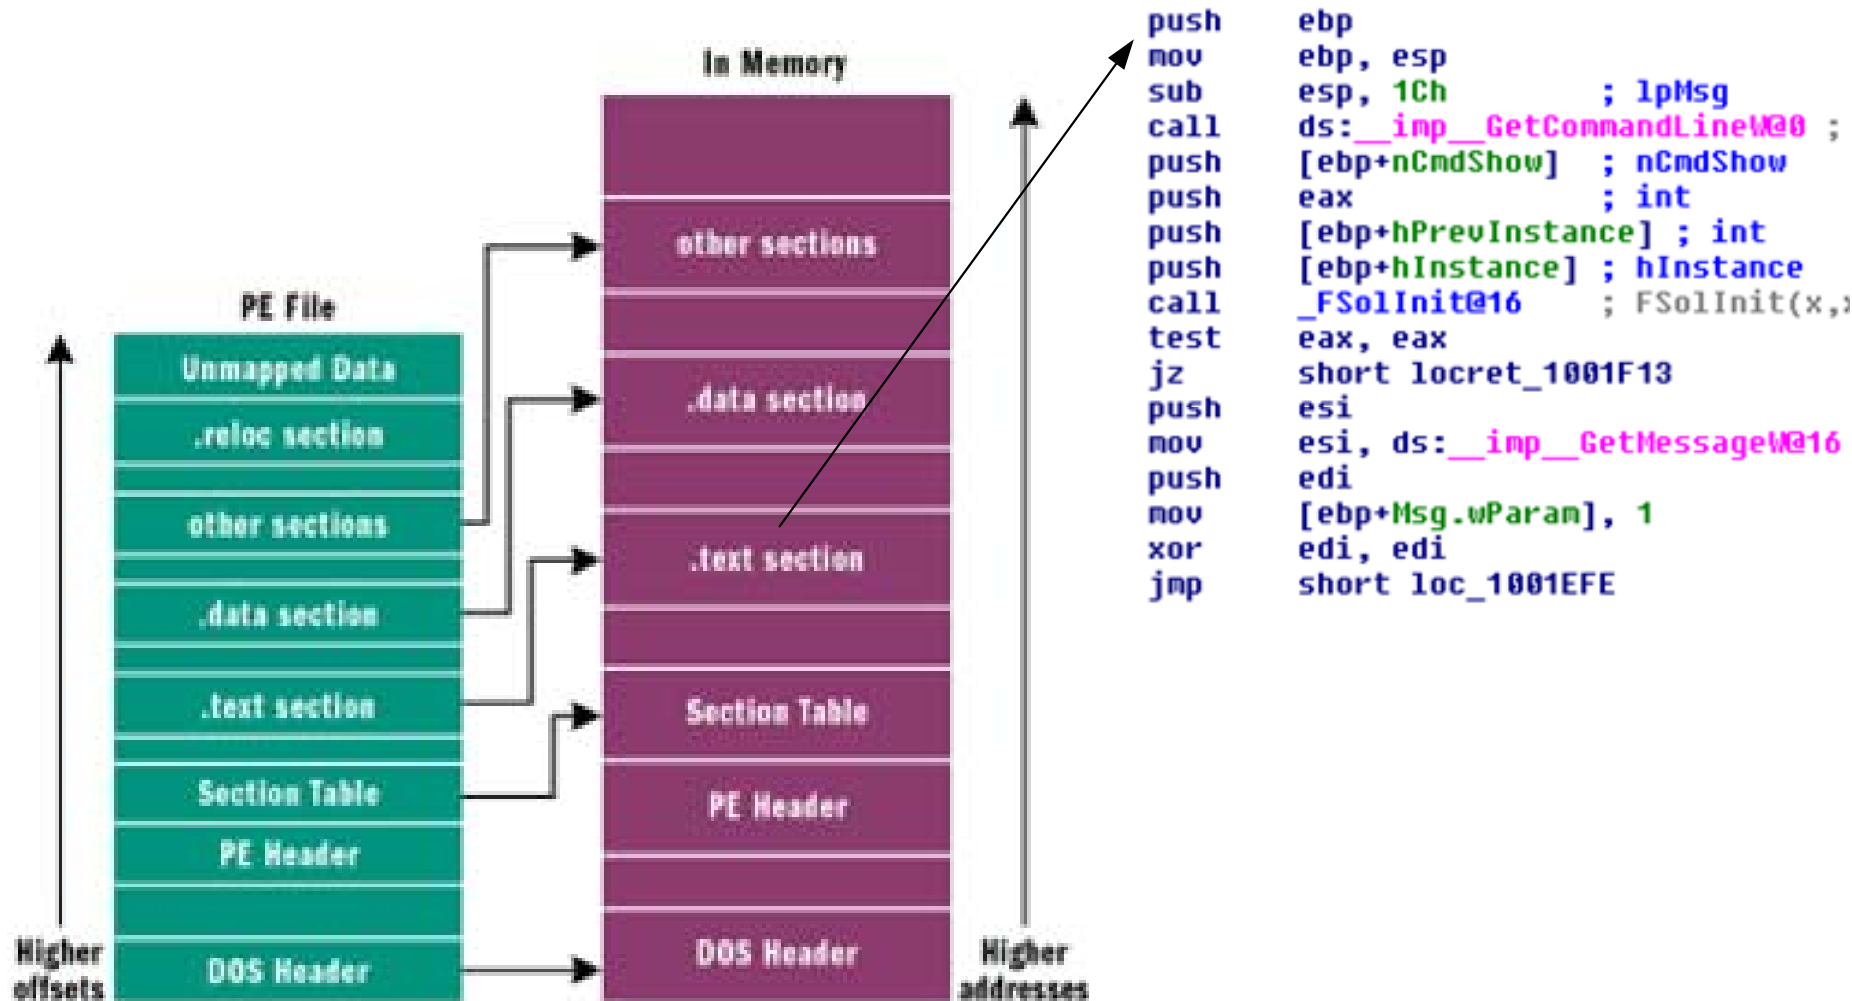 PE File
Unmapped Data
.reloc section
other sections
.data section
.text section
Section Table
PE Header
DOS Header
Higher
offsets
In Memory
other sections
.data section
.text section
Section Table
PE Header
DOS Header
Higher
addresses
push ebp
mov ebp, esp
sub esp, 1Ch ; lpMsg
call ds:__imp__GetCommandLineW@0 ;
push [ebp+nCmdShow] ; nCmdShow
push eax ; int
push [ebp+hPrevInstance] ; int
push [ebp+hInstance] ; hInstance
call _FSolInit@16 ; FSolInit(x,x
test eax, eax
jz short locret_1001F13
push esi
mov esi, ds:__imp__GetMessageW@16
push edi
mov [ebp+Msg.wParam], 1
xor edi, edi
jmp short loc_1001EFE